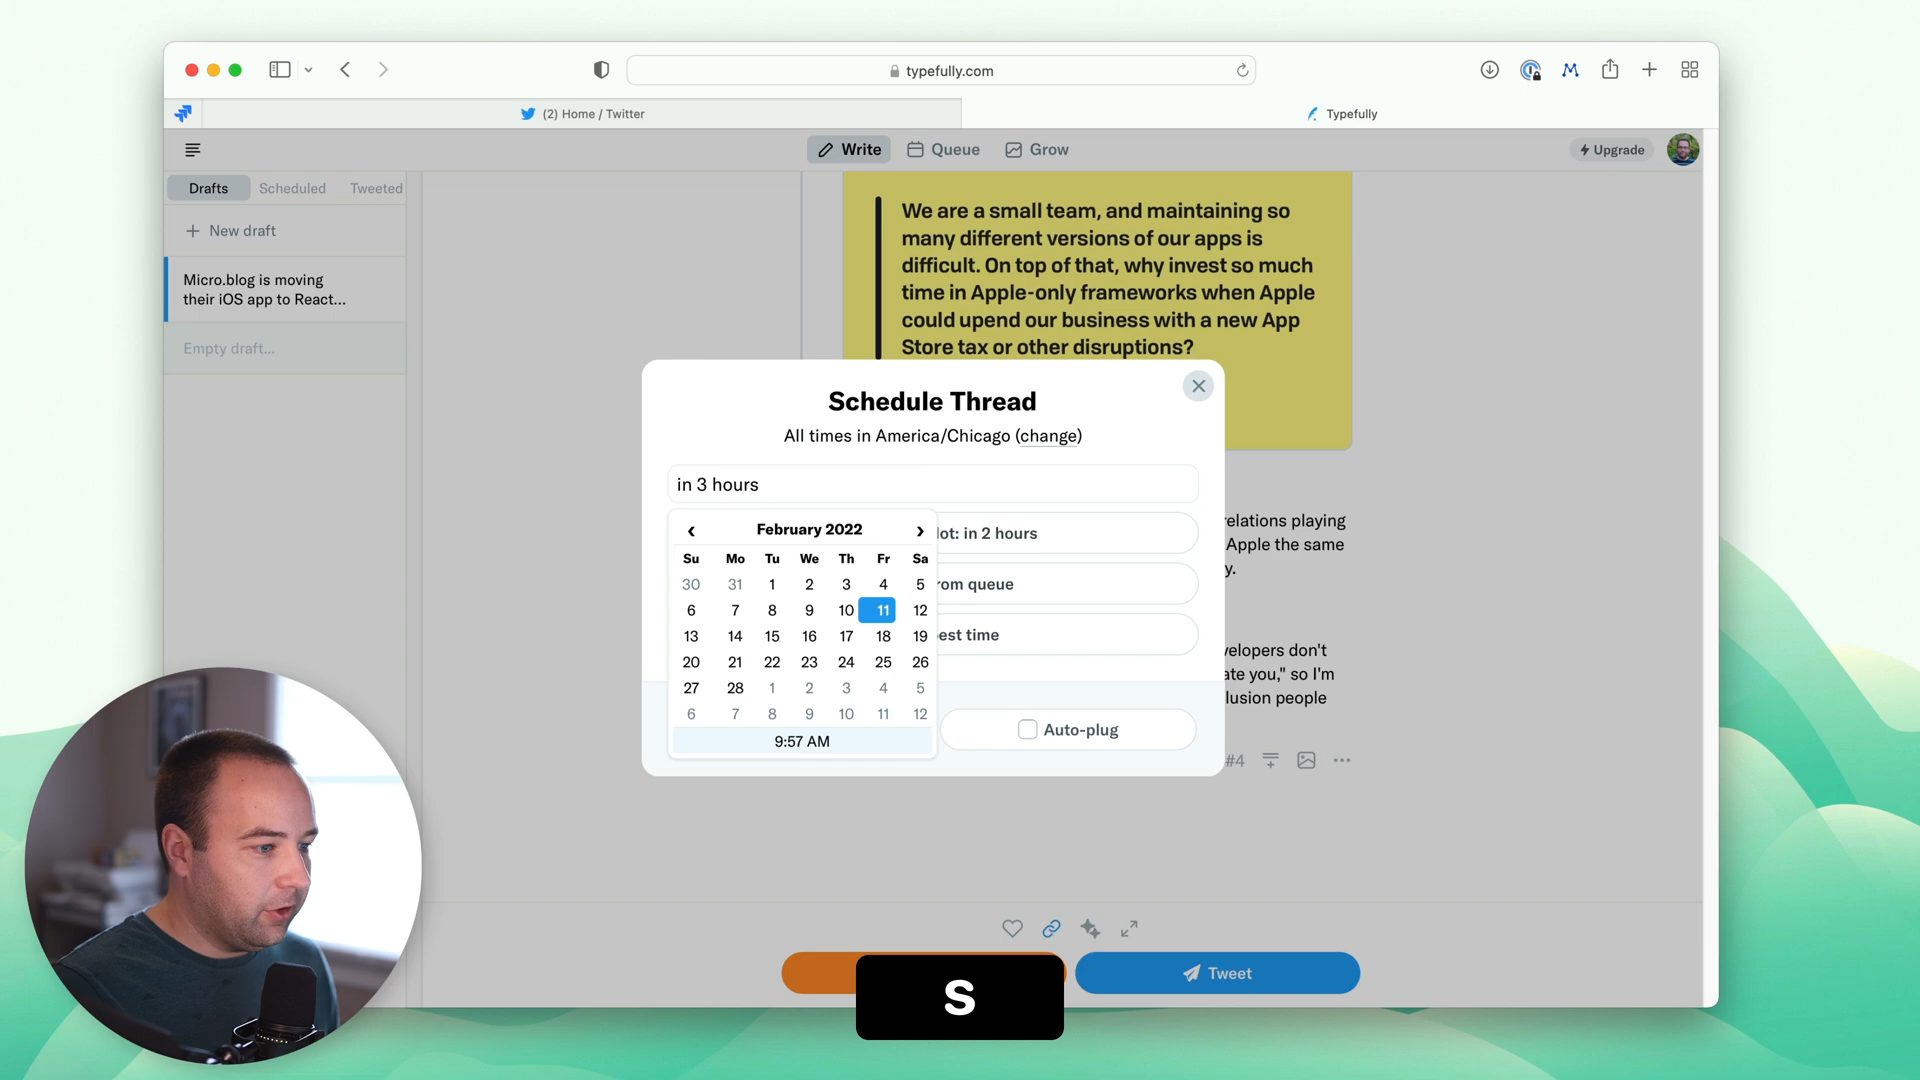 typefully.com
(2) Home / Twitter
Typefully
Write
Queue
Grow
Upgrade
Drafts
Scheduled
Tweeted
New draft
Micro.blog is moving
their iOS app to React...
Empty draft...
We are a small team, and maintaining so
many different versions of our apps is
difficult. On top of that, why invest so much
time in Apple-only frameworks when Apple
could upend our business with a new App
Store tax or other disruptions?
Schedule Thread
All times in America/Chicago (change)
in 3 hours
February 2022
Su Mo Tu We Th Fr Sa
30 31 1 2 3 4 5
6 7 8 9 10 11 12
13 14 15 16 17 18 19
20 21 22 23 24 25 26
27 28 1 2 3 4 5
6 7 8 9 10 11 12
9:57 AM
lot: in 2 hours
rom queue
est time
Auto-plug
relations playing
Apple the same
y.
velopers don't
ate you," so I'm
lusion people
#4
Tweet
S